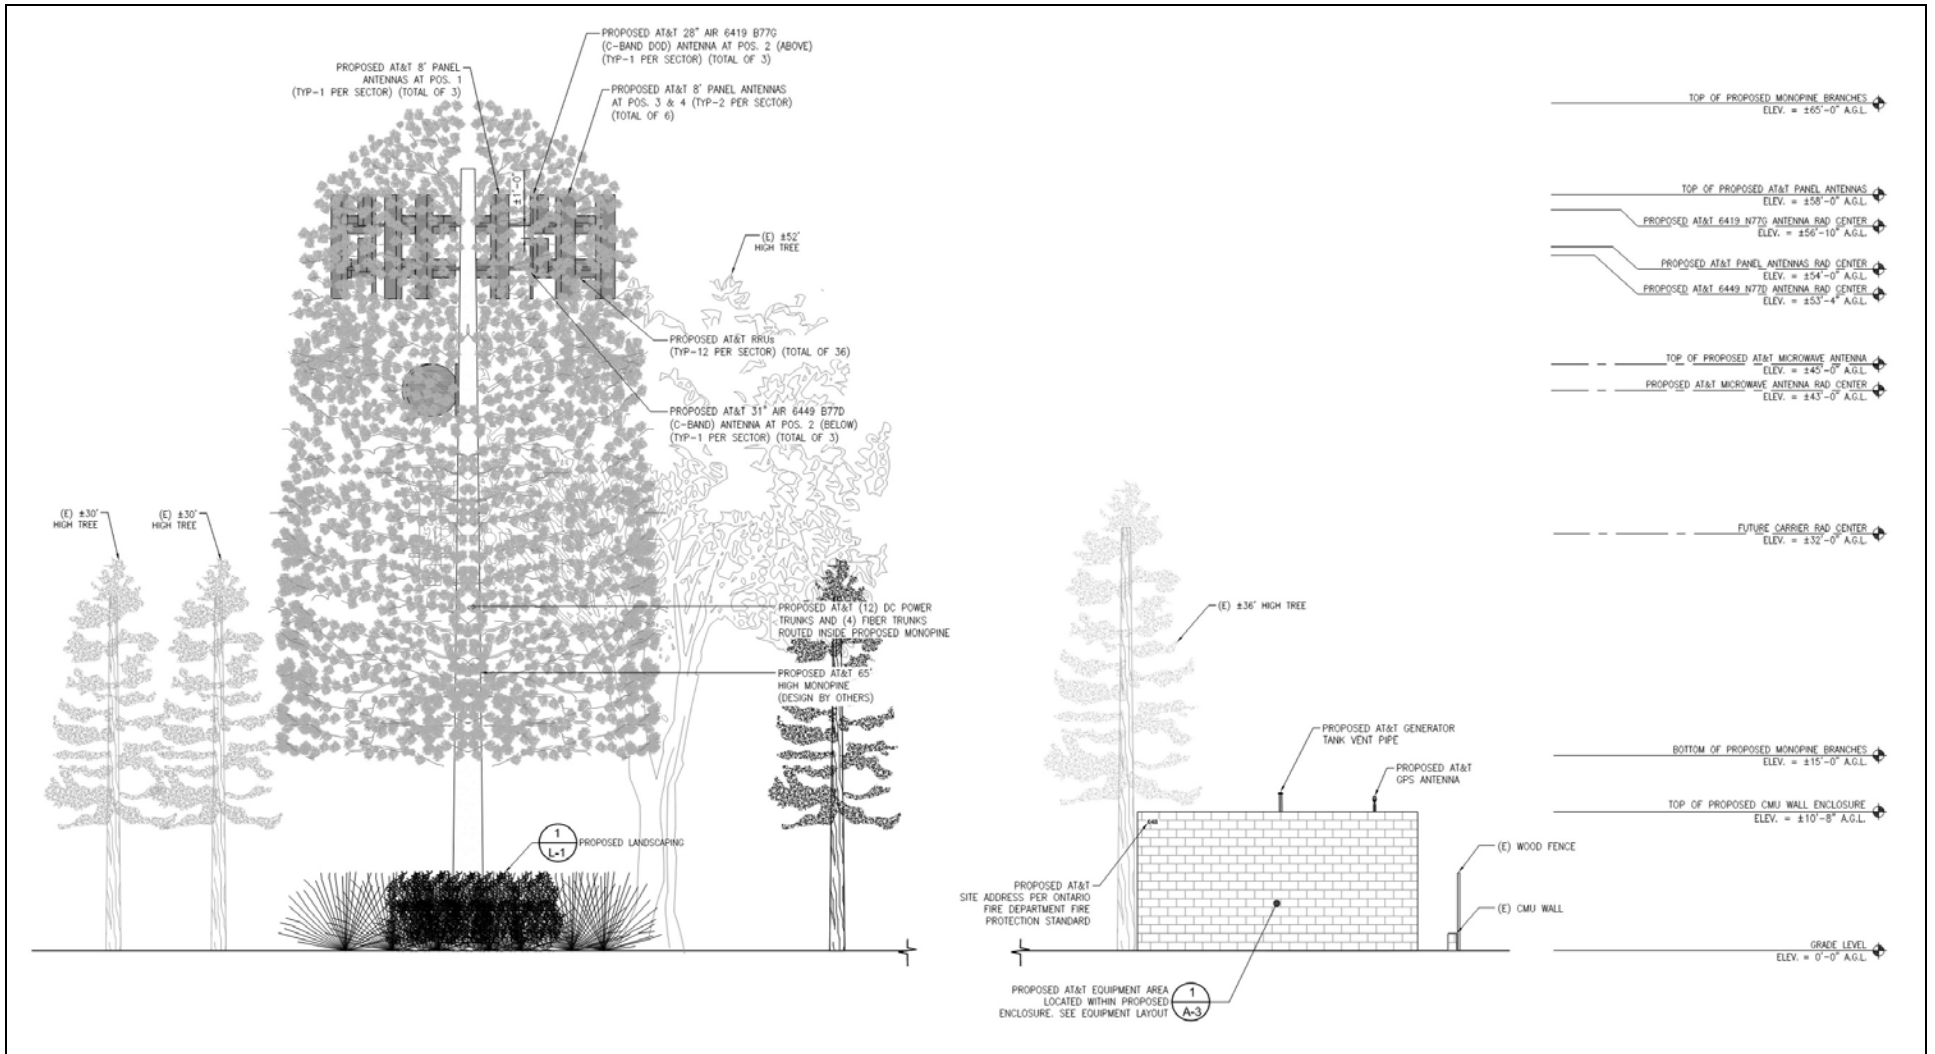 PROPOSED AT&T 28" AIR 6419 B77G
(C-BAND DOD) ANTENNA AT POS. 2 (ABOVE)
(TYP-1 PER SECTOR) (TOTAL OF 3)
PROPOSED AT&T 8' PANEL
ANTENNAS AT POS. 1
(TYP-1 PER SECTOR) (TOTAL OF 3)
PROPOSED AT&T 8' PANEL ANTENNAS
AT POS. 3 & 4 (TYP-2 PER SECTOR)
(TOTAL OF 6)
±1'-0"
(E) ±52'
HIGH TREE
PROPOSED AT&T RRUs
(TYP-12 PER SECTOR) (TOTAL OF 36)
PROPOSED AT&T 31" AIR 6449 B77D
(C-BAND) ANTENNA AT POS. 2 (BELOW)
(TYP-1 PER SECTOR) (TOTAL OF 3)
(E) ±30'
HIGH TREE
(E) ±30'
HIGH TREE
PROPOSED AT&T (12) DC POWER
TRUNKS AND (4) FIBER TRUNKS
ROUTED INSIDE PROPOSED MONOPINE
PROPOSED AT&T 65'
HIGH MONOPINE
(DESIGN BY OTHERS)
1
L-1
PROPOSED LANDSCAPING
(E) ±36' HIGH TREE
PROPOSED AT&T GENERATOR
TANK VENT PIPE
PROPOSED AT&T
GPS ANTENNA
(E) WOOD FENCE
(E) CMU WALL
PROPOSED AT&T
SITE ADDRESS PER ONTARIO
FIRE DEPARTMENT FIRE
PROTECTION STANDARD
PROPOSED AT&T EQUIPMENT AREA
LOCATED WITHIN PROPOSED
ENCLOSURE. SEE EQUIPMENT LAYOUT
1
A-3
TOP OF PROPOSED MONOPINE BRANCHES
ELEV. = ±65'-0" A.G.L.
TOP OF PROPOSED AT&T PANEL ANTENNAS
ELEV. = ±58'-0" A.G.L.
PROPOSED AT&T 6419 N77G ANTENNA RAD CENTER
ELEV. = ±56'-10" A.G.L.
PROPOSED AT&T PANEL ANTENNAS RAD CENTER
ELEV. = ±54'-0" A.G.L.
PROPOSED AT&T 6449 N77D ANTENNA RAD CENTER
ELEV. = ±53'-4" A.G.L.
TOP OF PROPOSED AT&T MICROWAVE ANTENNA
ELEV. = ±45'-0" A.G.L.
PROPOSED AT&T MICROWAVE ANTENNA RAD CENTER
ELEV. = ±43'-0" A.G.L.
FUTURE CARRIER RAD CENTER
ELEV. = ±32'-0" A.G.L.
BOTTOM OF PROPOSED MONOPINE BRANCHES
ELEV. = ±15'-0" A.G.L.
TOP OF PROPOSED CMU WALL ENCLOSURE
ELEV. = ±10'-8" A.G.L.
GRADE LEVEL
ELEV. = 0'-0" A.G.L.